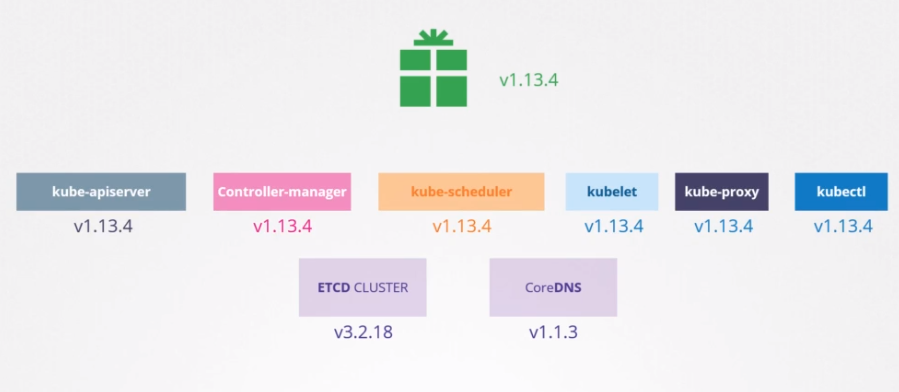 v1.13.4
kube-apiserver
Controller-manager
kube-scheduler
kubelet
kube-proxy
kubectl
v1.13.4
v1.13.4
v1.13.4
v1.13.4
v1.13.4
v1.13.4
ETCD CLUSTER
CoreDNS
v3.2.18
v1.1.3